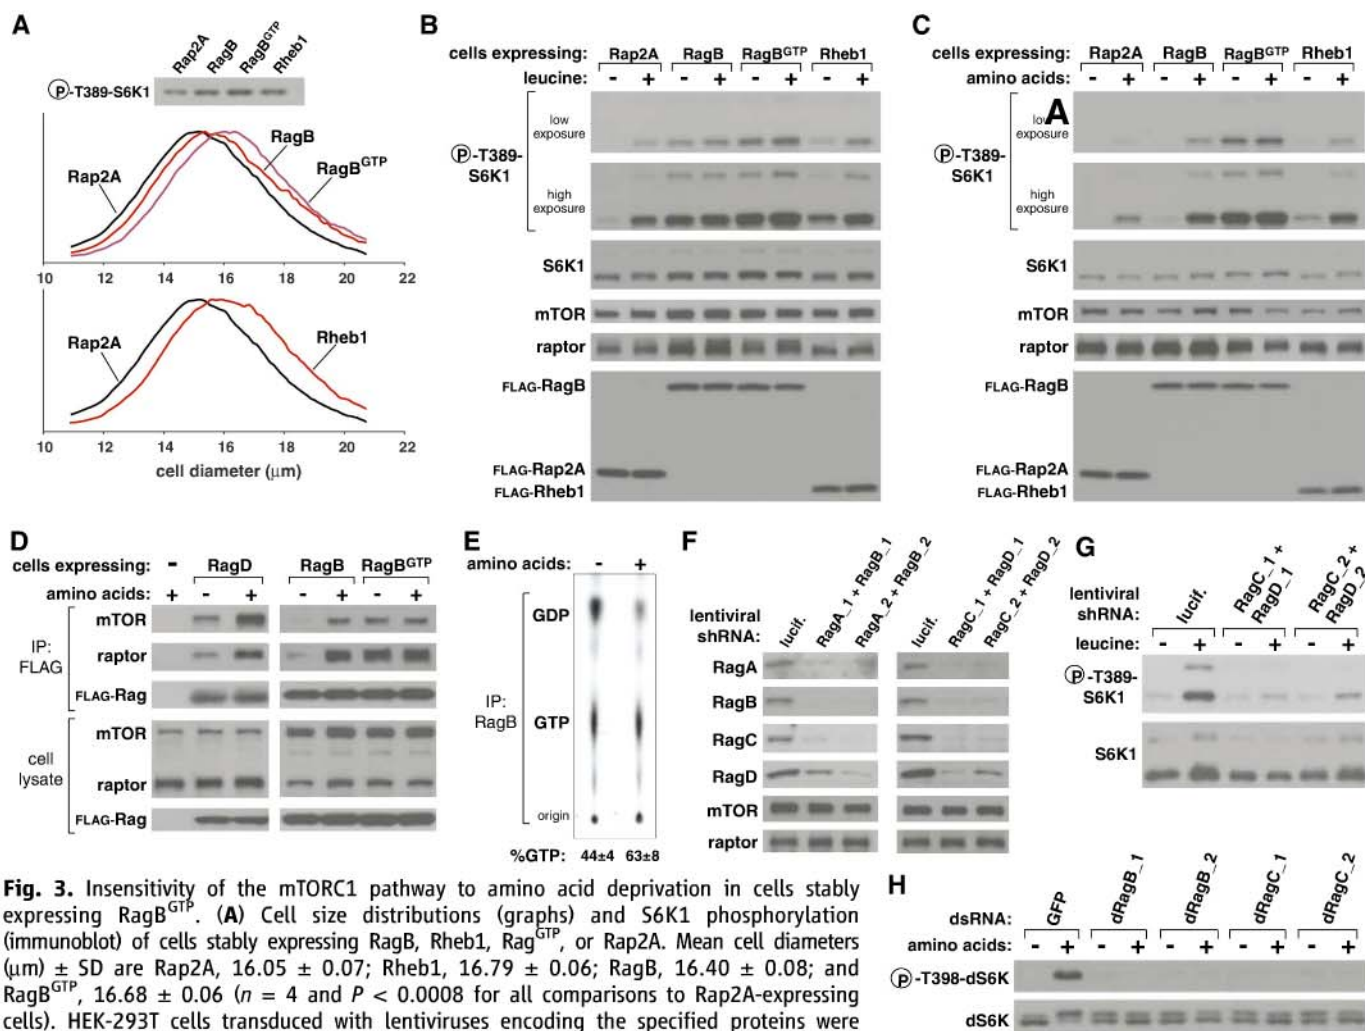 A
Rap2A RagB RagBGTP Rheb1
P-T389-S6K1
RagB
RagBGTP
Rap2A
10 12 14 16 18 20 22
Rap2A
Rheb1
10 12 14 16 18 20 22
cell diameter (µm)
B
cells expressing: Rap2A RagB RagBGTP Rheb1
leucine: - + - + - + - +
low exposure
P-T389-S6K1
high exposure
S6K1
mTOR
raptor
FLAG-RagB
FLAG-Rap2A
FLAG-Rheb1
C
cells expressing: Rap2A RagB RagBGTP Rheb1
amino acids: - + - + - + - +
A
low exposure
P-T389-S6K1
high exposure
S6K1
mTOR
raptor
FLAG-RagB
FLAG-Rap2A
FLAG-Rheb1
D
cells expressing: - RagD RagB RagBGTP
amino acids: + - + - + - +
IP: FLAG
mTOR
raptor
FLAG-Rag
cell lysate
mTOR
raptor
FLAG-Rag
E
amino acids: - +
GDP
IP: RagB
GTP
origin
%GTP: 44±4 63±8
F
lentiviral shRNA: lucif. RagA_1 + RagB_1 RagA_2 + RagB_2 lucif. RagC_1 + RagD_1 RagC_2 + RagD_2
RagA
RagB
RagC
RagD
mTOR
raptor
G
lentiviral shRNA: lucif. RagC_1 + RagD_1 RagC_2 + RagD_2
leucine: - + - + - +
P-T389-S6K1
S6K1
H
dsRNA: GFP dRagB_1 dRagB_2 dRagC_1 dRagC_2
amino acids: - + - + - + - + - +
P-T398-dS6K
dS6K
Fig. 3. Insensitivity of the mTORC1 pathway to amino acid deprivation in cells stably
expressing RagBGTP. (A) Cell size distributions (graphs) and S6K1 phosphorylation
(immunoblot) of cells stably expressing RagB, Rheb1, RagGTP, or Rap2A. Mean cell diameters
(µm) ± SD are Rap2A, 16.05 ± 0.07; Rheb1, 16.79 ± 0.06; RagB, 16.40 ± 0.08; and
RagBGTP, 16.68 ± 0.06 (n = 4 and P < 0.0008 for all comparisons to Rap2A-expressing
cells). HEK-293T cells transduced with lentiviruses encoding the specified proteins were